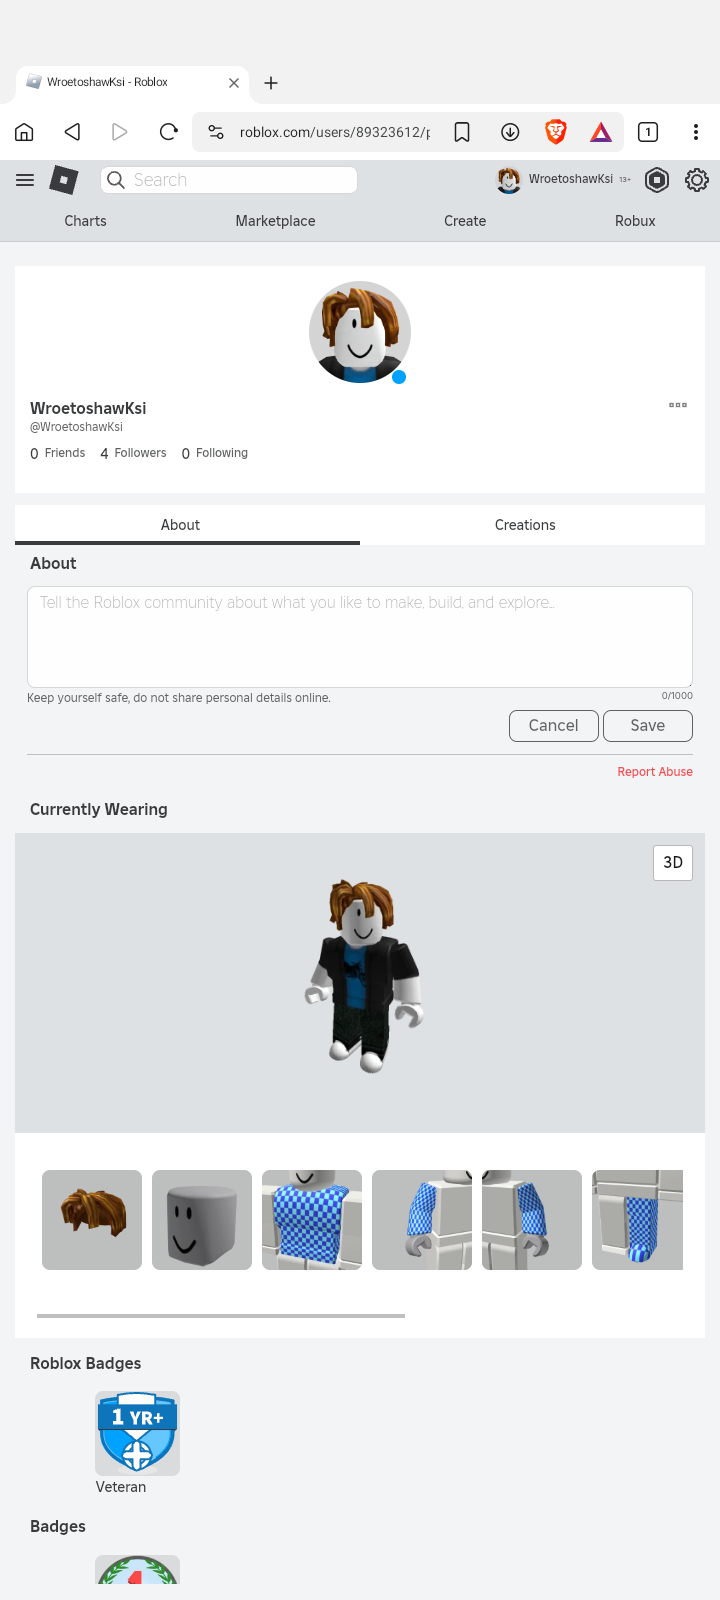 WroetoshawKsi - Roblox
roblox.com/users/89323612/p
1
Search
WroetoshawKsi 13+
Charts Marketplace Create Robux
WroetoshawKsi
@WroetoshawKsi
0 Friends 4 Followers 0 Following
About Creations
About
Tell the Roblox community about what you like to make, build, and explore...
Keep yourself safe, do not share personal details online. 0/1000
Cancel Save
Report Abuse
Currently Wearing
3D
Roblox Badges
1 YR+
Veteran
Badges
1